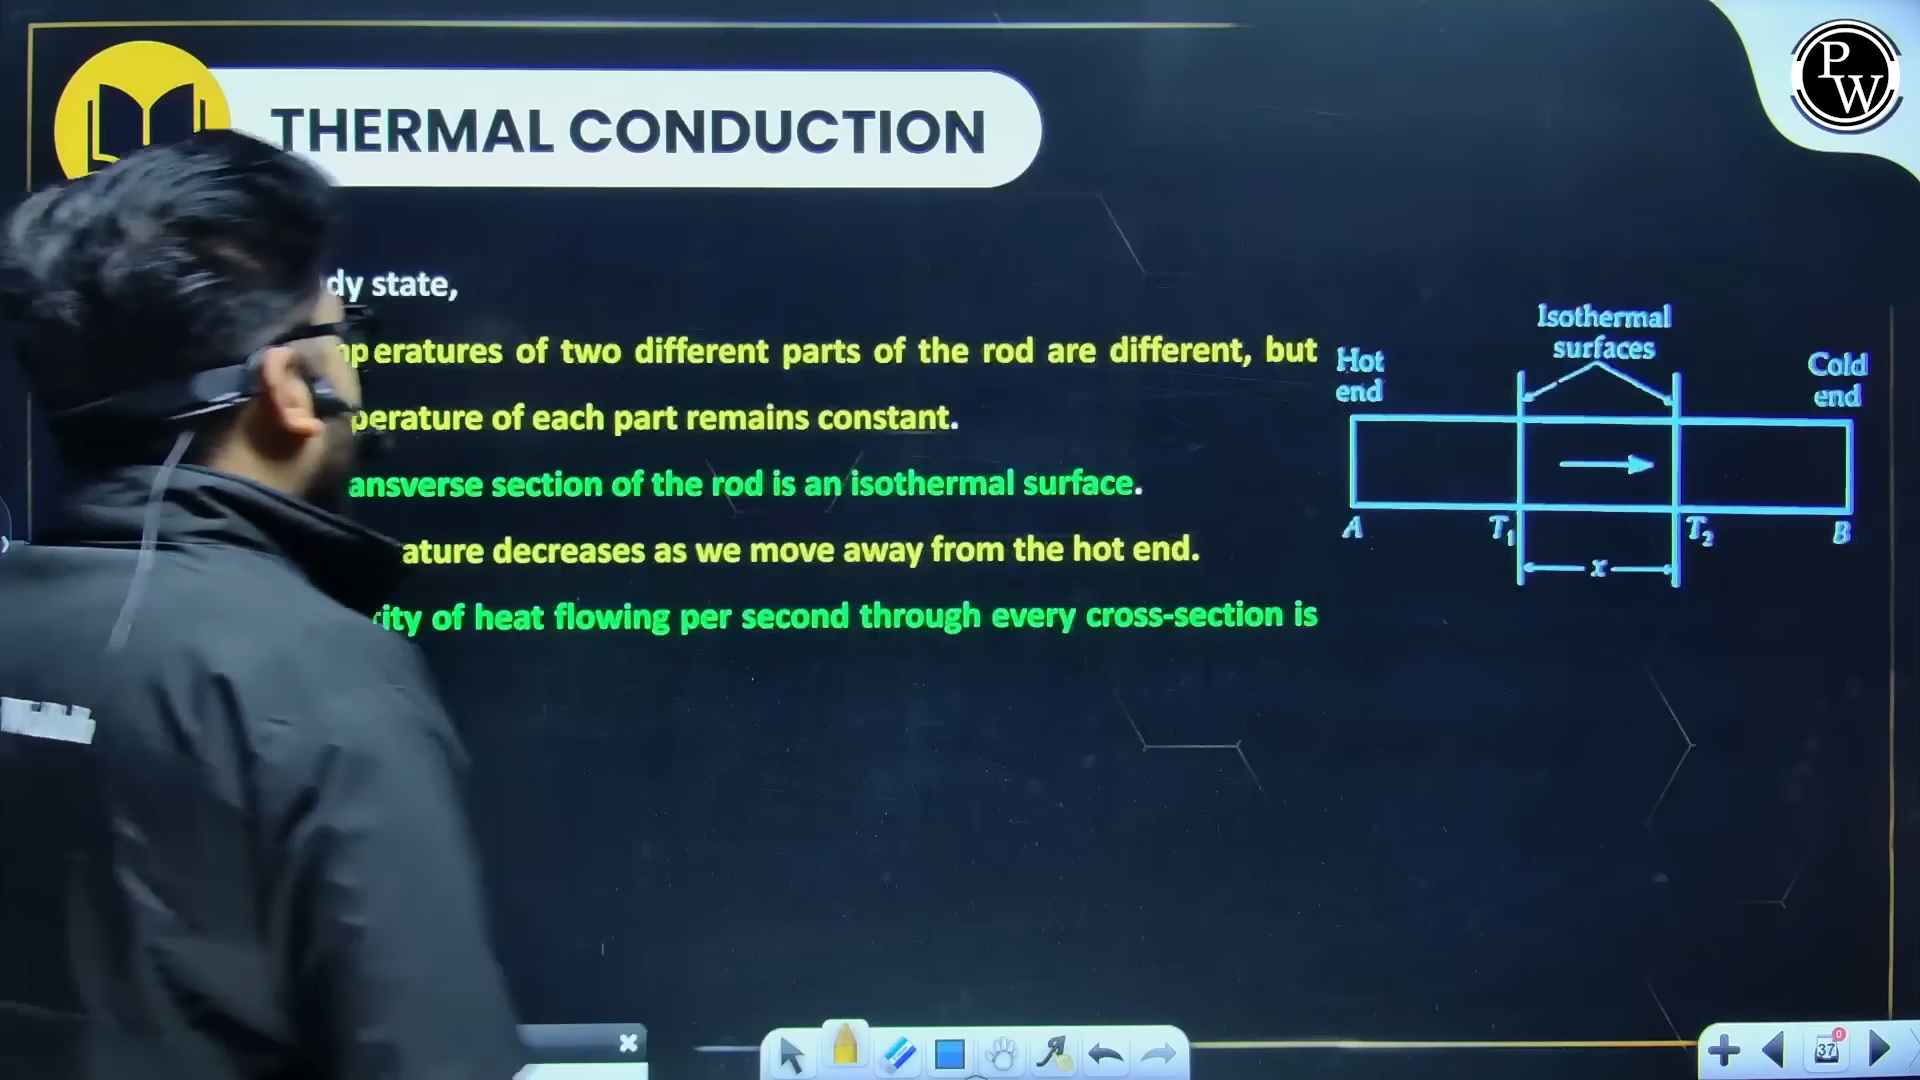 THERMAL CONDUCTION
PW
dy state,
peratures of two different parts of the rod are different, but
perature of each part remains constant.
ansverse section of the rod is an isothermal surface.
ature decreases as we move away from the hot end.
ity of heat flowing per second through every cross-section is
Isothermal
surfaces
Hot
end
Cold
end
A
T₁
T₂
B
x
37
0